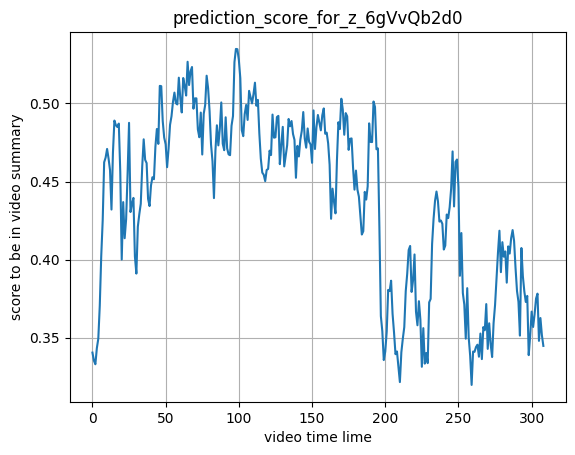 prediction_score_for_z_6gVvQb2d0
score to be in video summary
0.50
0.45
0.40
0.35
0 50 100 150 200 250 300
video time lime